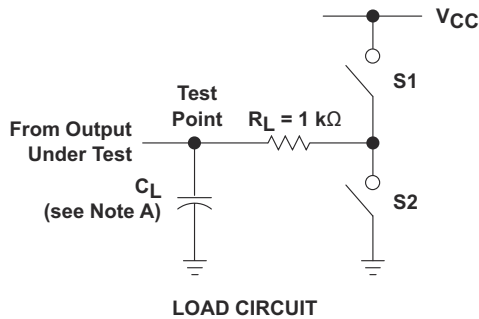 VCC
S1
Test
Point
RL = 1 kΩ
From Output
Under Test
CL
(see Note A)
S2
LOAD CIRCUIT